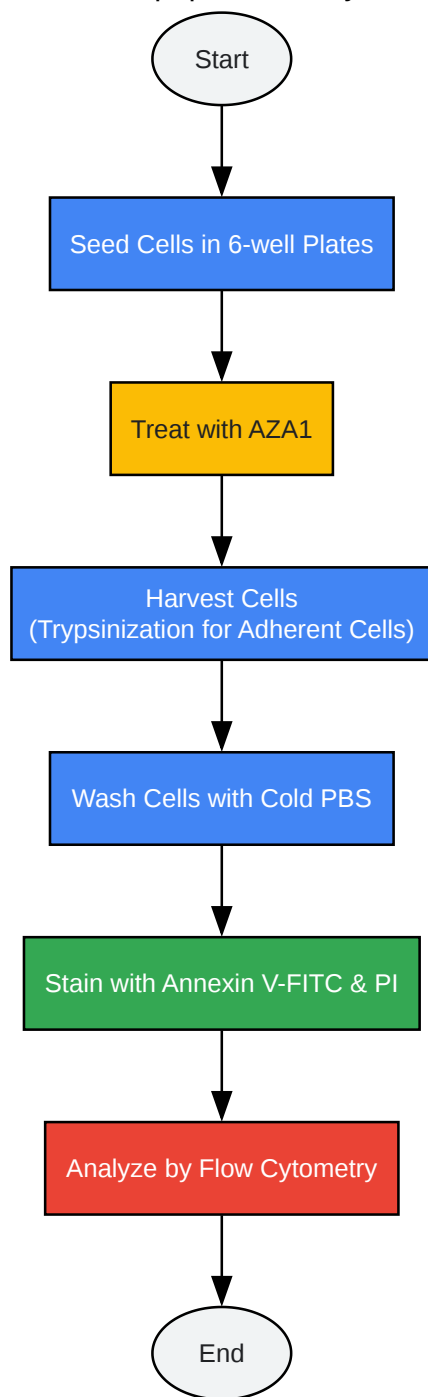 Start
Seed Cells in 6-well Plates
Treat with AZA1
Harvest Cells
(Trypsinization for Adherent Cells)
Wash Cells with Cold PBS
Stain with Annexin V-FITC & PI
Analyze by Flow Cytometry
End